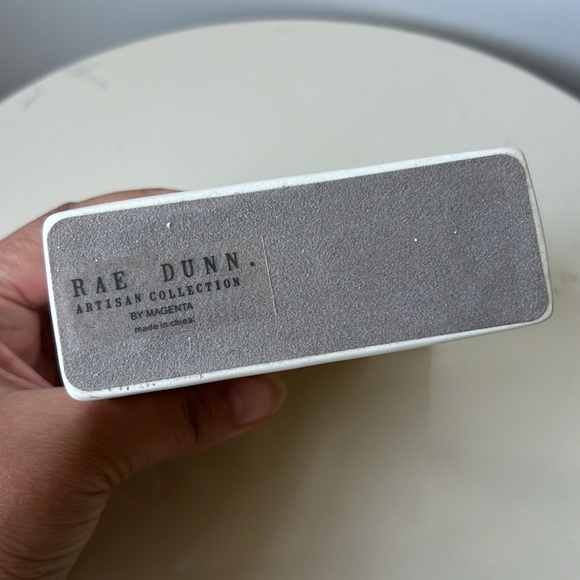 RAE DUNN.
ARTISAN COLLECTION
BY MAGENTA
made in china